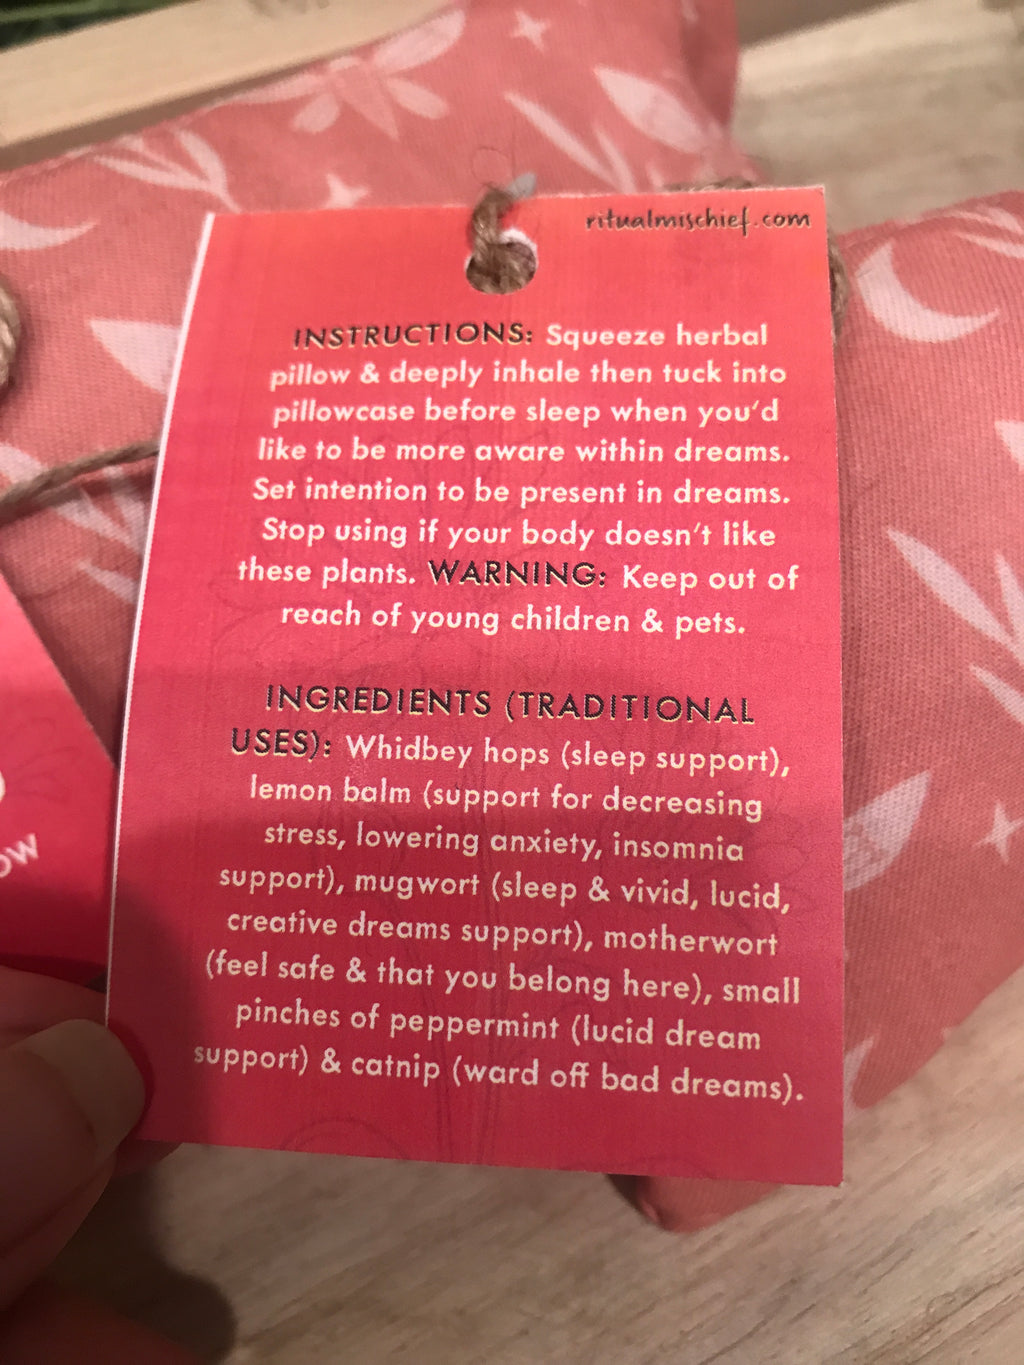 ritualmischief.com
INSTRUCTIONS: Squeeze herbal
pillow & deeply inhale then tuck into
pillowcase before sleep when you'd
like to be more aware within dreams.
Set intention to be present in dreams.
Stop using if your body doesn't like
these plants. WARNING: Keep out of
reach of young children & pets.
INGREDIENTS (TRADITIONAL
USES): Whidbey hops (sleep support),
lemon balm (support for decreasing
stress, lowering anxiety, insomnia
support), mugwort (sleep & vivid, lucid,
creative dreams support), motherwort
(feel safe & that you belong here), small
pinches of peppermint (lucid dream
support) & catnip (ward off bad dreams).